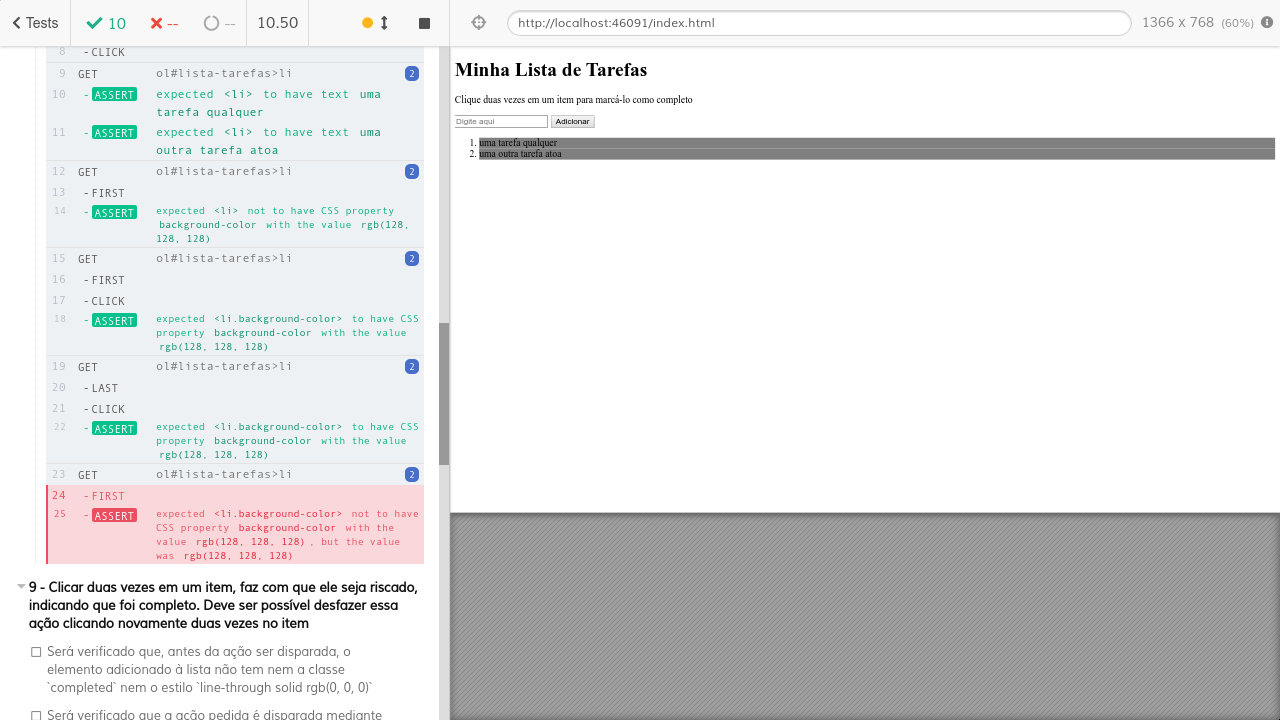 Tests
10
--
--
10.50
http://localhost:46091/index.html
1366 x 768 (60%)
8 -CLICK
9 GET ol#lista-tarefas>li 2
10 -ASSERT expected <li> to have text uma
tarefa qualquer
11 -ASSERT expected <li> to have text uma
outra tarefa atoa
12 GET ol#lista-tarefas>li 2
13 -FIRST
14 -ASSERT expected <li> not to have CSS property
background-color with the value rgb(128,
128, 128)
15 GET ol#lista-tarefas>li 2
16 -FIRST
17 -CLICK
18 -ASSERT expected <li.background-color> to have CSS
property background-color with the value
rgb(128, 128, 128)
19 GET ol#lista-tarefas>li 2
20 -LAST
21 -CLICK
22 -ASSERT expected <li.background-color> to have CSS
property background-color with the value
rgb(128, 128, 128)
23 GET ol#lista-tarefas>li 2
24 -FIRST
25 -ASSERT expected <li.background-color> not to have
CSS property background-color with the
value rgb(128, 128, 128) , but the value
was rgb(128, 128, 128)
9 - Clicar duas vezes em um item, faz com que ele seja riscado,
indicando que foi completo. Deve ser possível desfazer essa
ação clicando novamente duas vezes no item
Será verificado que, antes da ação ser disparada, o
elemento adicionado à lista não tem nem a classe
`completed` nem o estilo `line-through solid rgb(0, 0, 0)`
Será verificado que a ação pedida é disparada mediante
Minha Lista de Tarefas
Clique duas vezes em um item para marcá-lo como completo
Digite aqui
Adicionar
1. uma tarefa qualquer
2. uma outra tarefa atoa